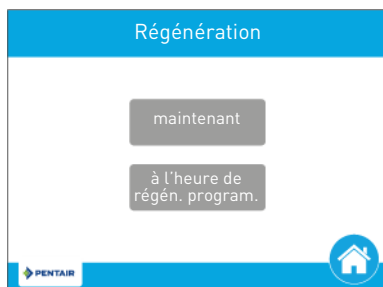 Régénération
maintenant
à l'heure de
régén. program.
PENTAIR